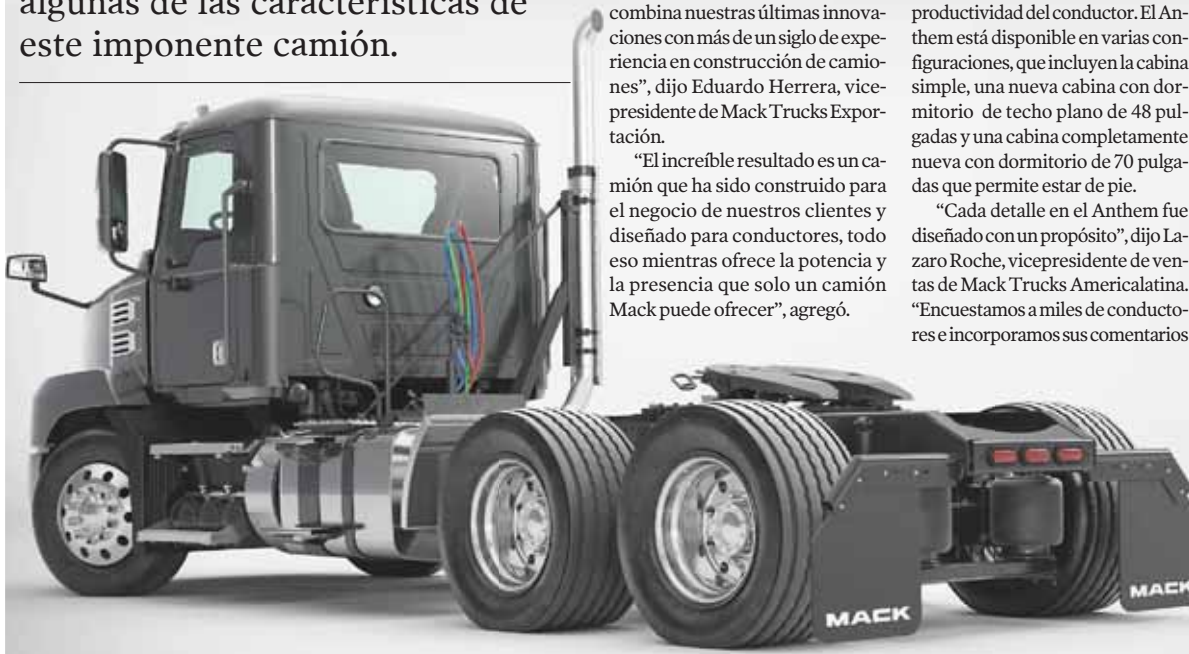 algunas de las características de
este imponente camión.
combina nuestras últimas innova-
ciones con más de un siglo de expe-
riencia en construcción de camio-
nes”, dijo Eduardo Herrera, vice-
presidente de Mack Trucks Expor-
tación.
“El increíble resultado es un ca-
mión que ha sido construido para
el negocio de nuestros clientes y
diseñado para conductores, todo
eso mientras ofrece la potencia y
la presencia que solo un camión
Mack puede ofrecer”, agregó.
productividad del conductor. El An-
them está disponible en varias con-
figuraciones, que incluyen la cabina
simple, una nueva cabina con dor-
mitorio de techo plano de 48 pul-
gadas y una cabina completamente
nueva con dormitorio de 70 pulga-
das que permite estar de pie.
“Cada detalle en el Anthem fue
diseñado con un propósito”, dijo La-
zaro Roche, vicepresidente de ven-
tas de Mack Trucks Americalatina.
“Encuestamos a miles de conducto-
res e incorporamos sus comentarios
MACK
MACK